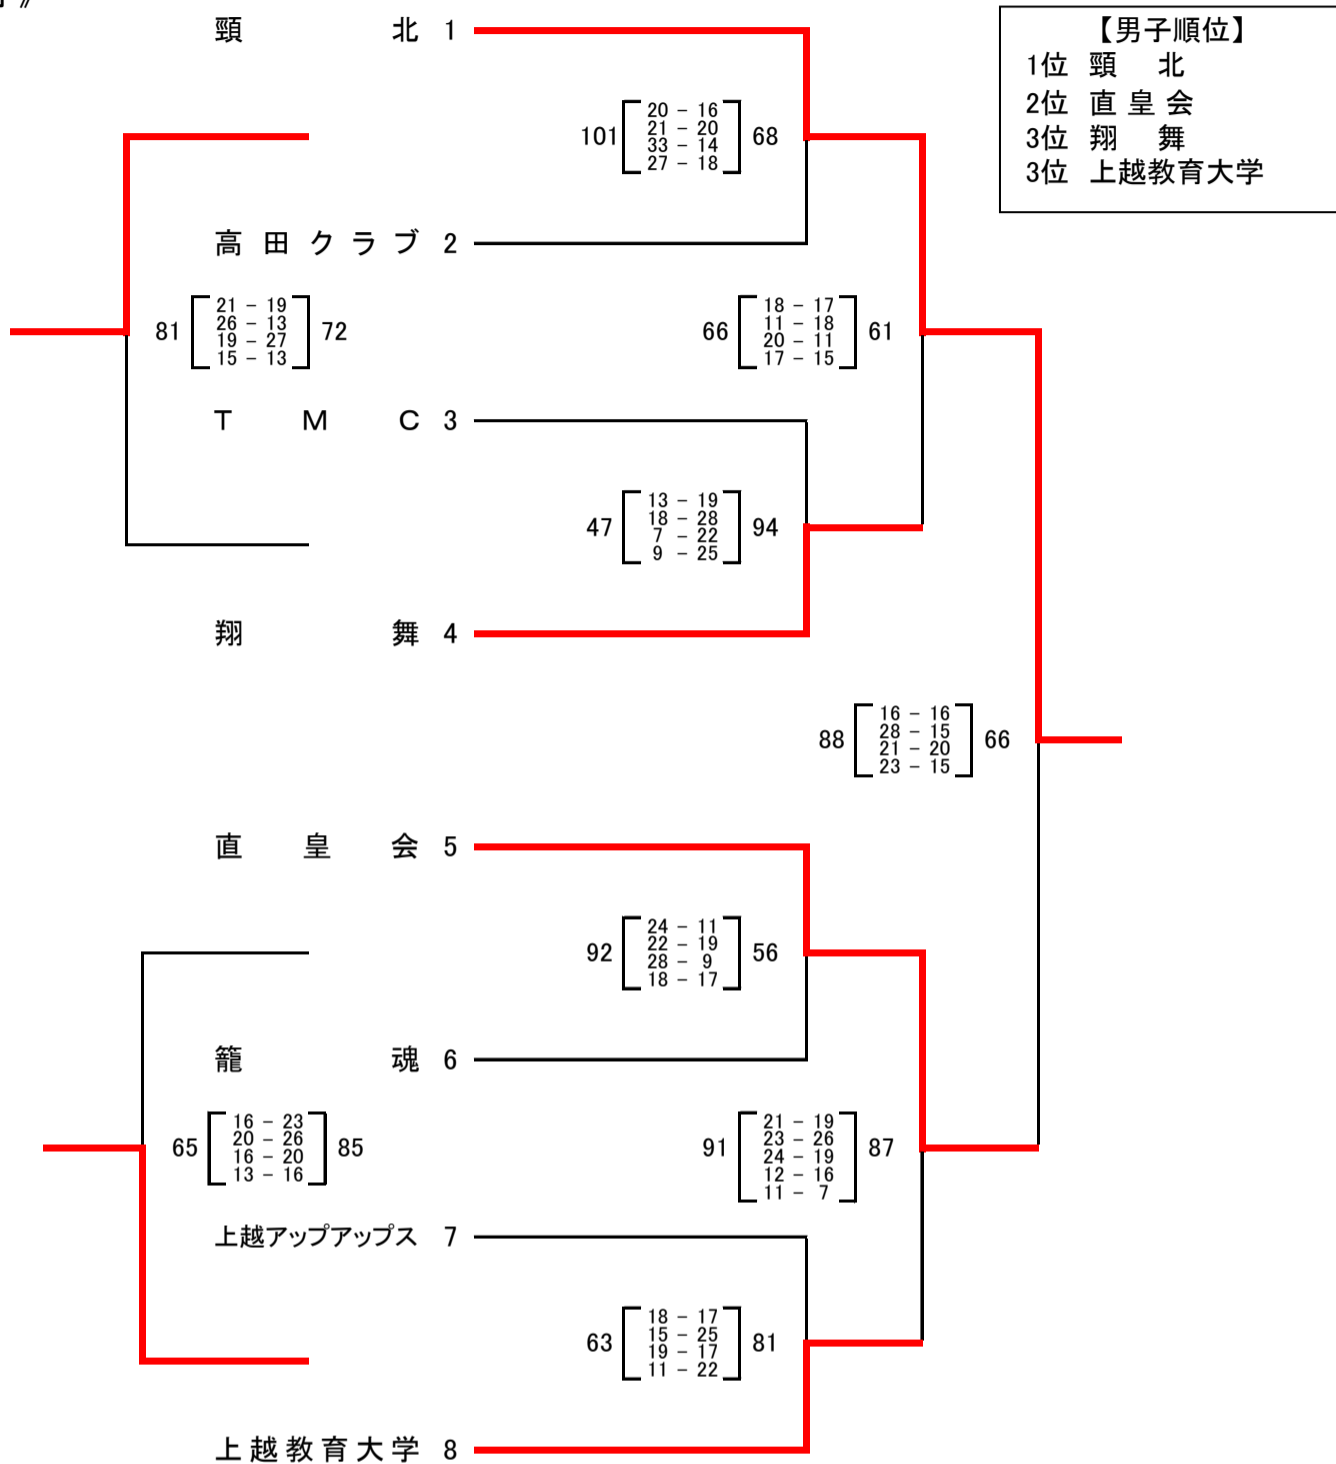 》
頸 北 1
【男子順位】
1位 頸 北
2位 直 皇 会
3位 翔 舞
3位 上越教育大学
101 68
20 － 16
21 － 20
33 － 14
27 － 18
高 田 ク ラ ブ 2
81 72
21 － 19
26 － 13
19 － 27
15 － 13
66 61
18 － 17
11 － 18
20 － 11
17 － 15
T M C 3
47 94
13 － 19
18 － 28
7 － 22
9 － 25
翔 舞 4
88 66
16 － 16
28 － 15
21 － 20
23 － 15
直 皇 会 5
92 56
24 － 11
22 － 19
28 － 9
18 － 17
籠 魂 6
65 85
16 － 23
20 － 26
16 － 20
13 － 16
91 87
21 － 19
23 － 26
24 － 19
12 － 16
11 － 7
上越アップアップス 7
63 81
18 － 17
15 － 25
19 － 17
11 － 22
上越教育大学 8